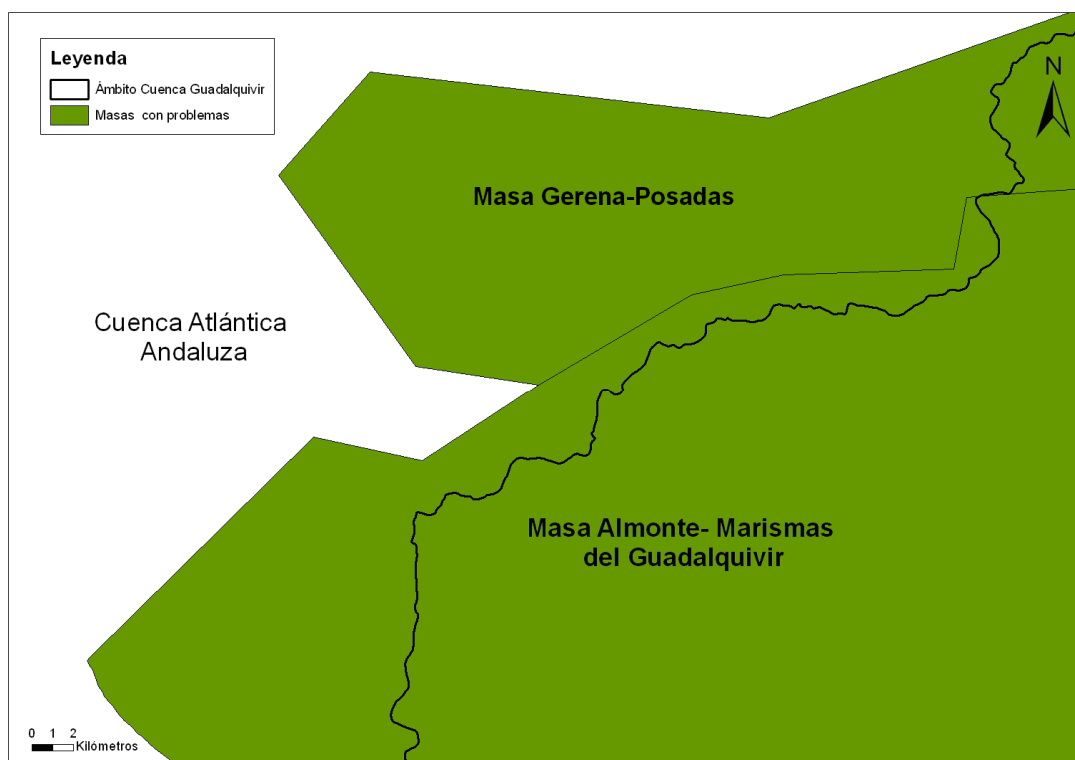 Leyenda
Ámbito Cuenca Guadalquivir
Masas con problemas
N
Masa Gerena-Posadas
Cuenca Atlántica
Andaluza
Masa Almonte- Marismas
del Guadalquivir
0 1 2
Kilómetros